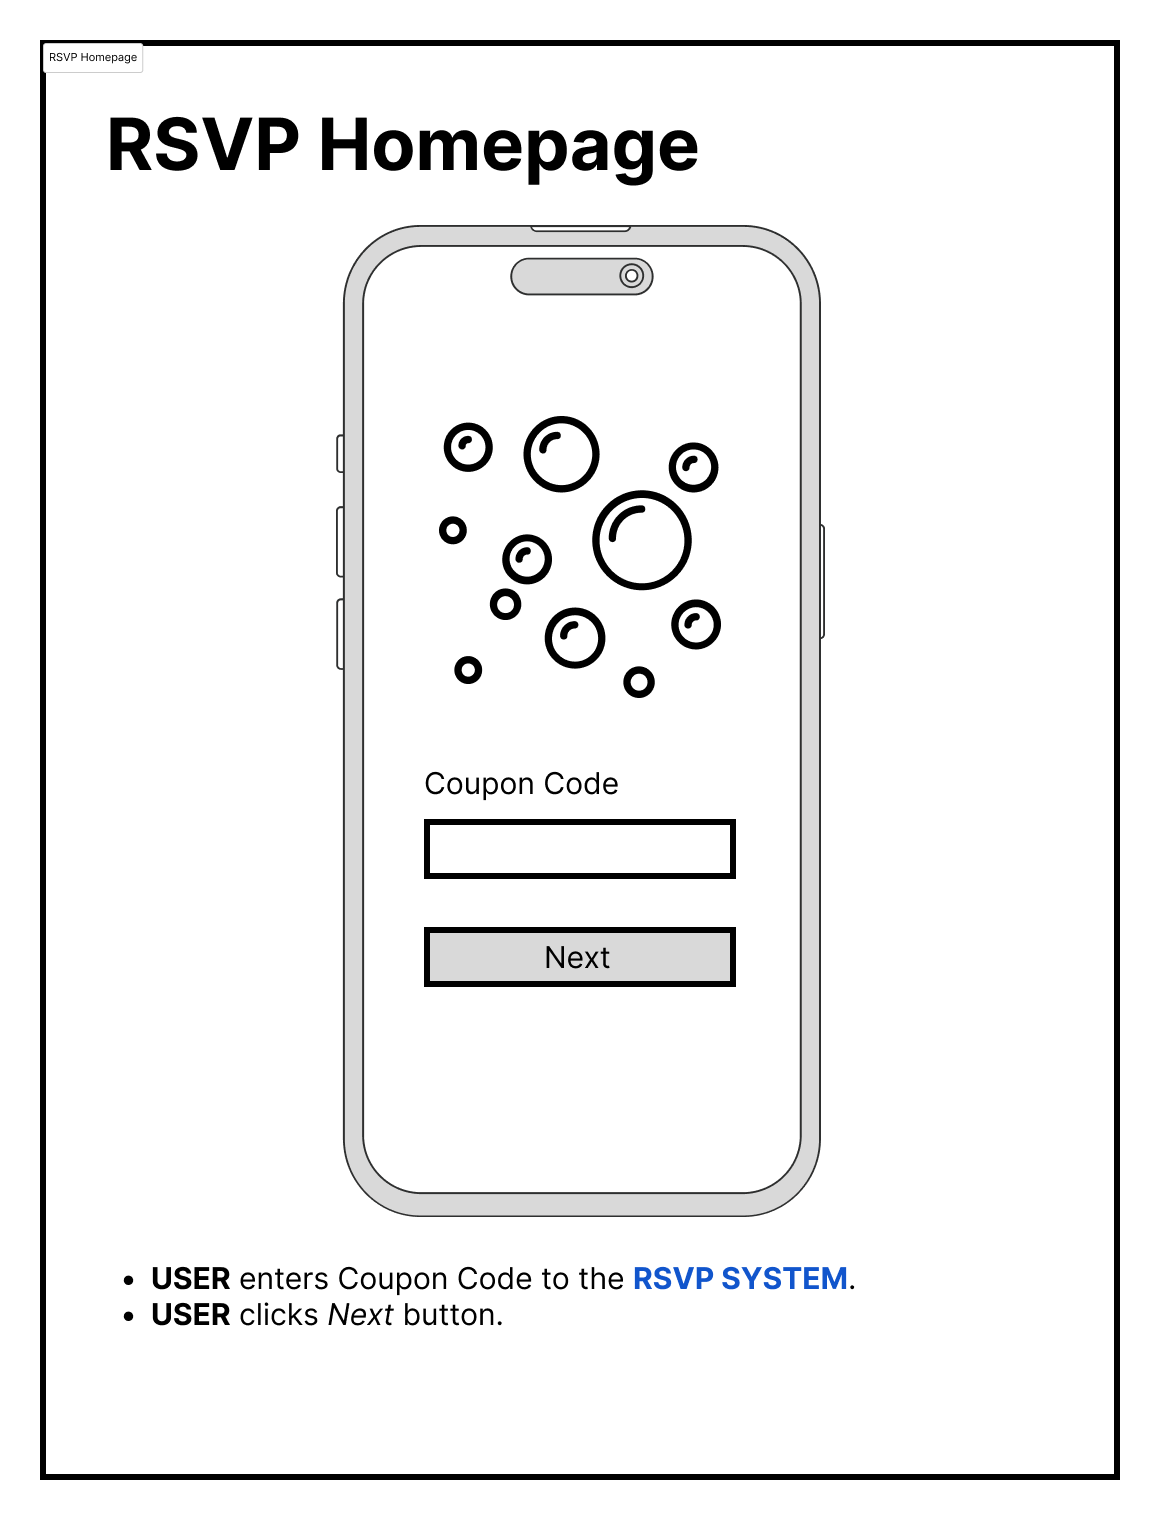 RSVP Homepage
RSVP Homepage
Coupon Code
Next
• USER enters Coupon Code to the RSVP SYSTEM.
• USER clicks Next button.